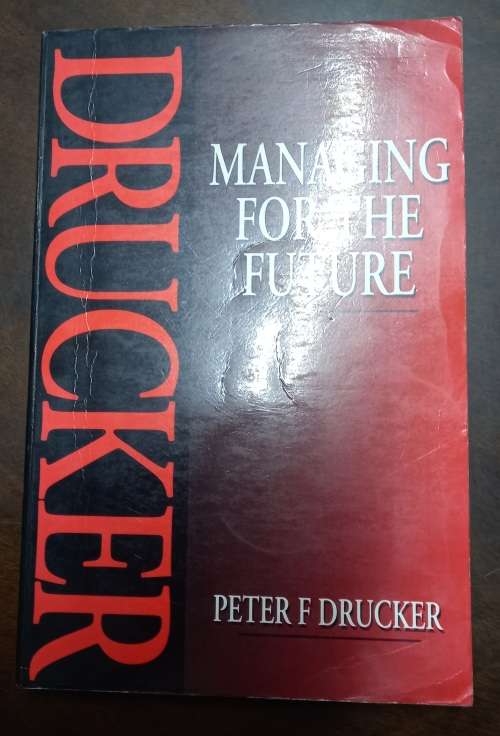 DRUCKER
MANAGING
FOR THE
FUTURE
PETER F DRUCKER